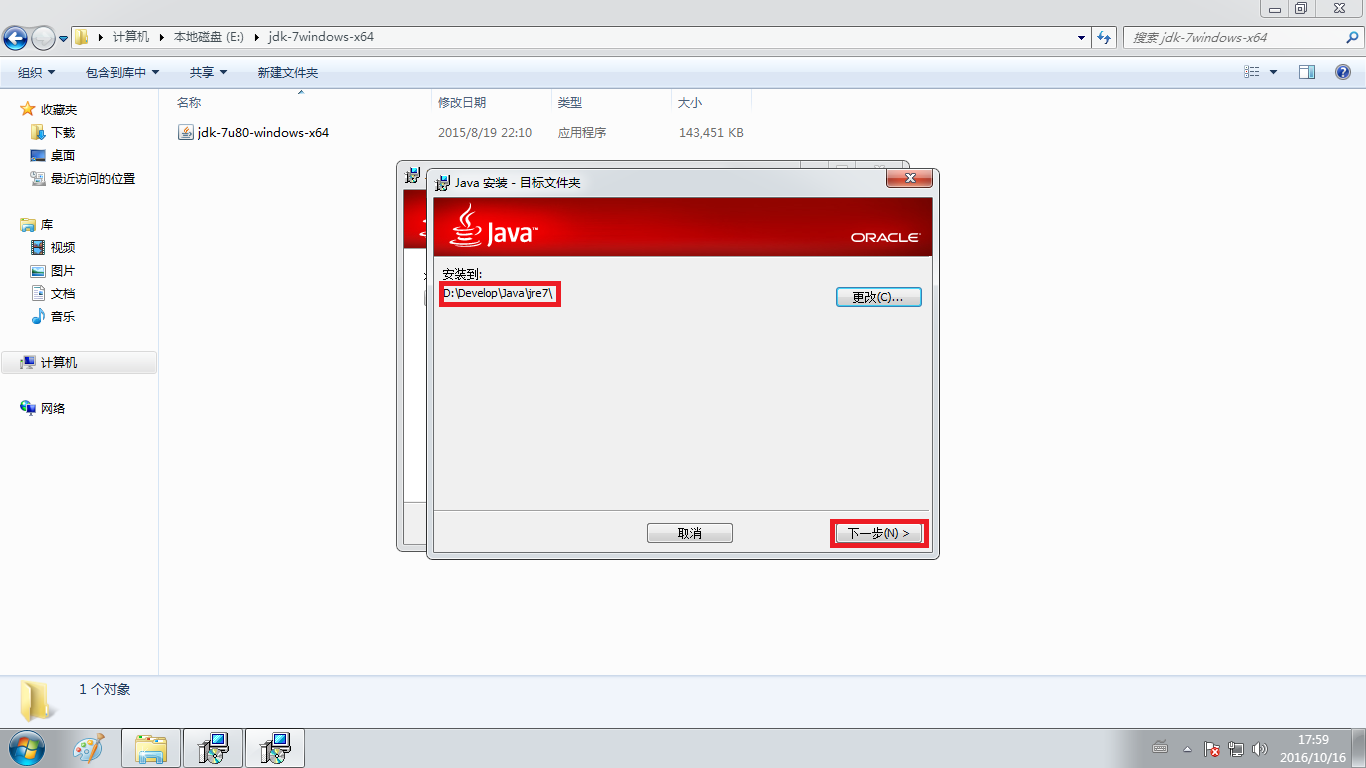 计算机 本地磁盘 (E:) jdk-7windows-x64
搜索 jdk-7windows-x64
组织 包含到库中 共享 新建文件夹
收藏夹
下载
桌面
最近访问的位置
库
视频
图片
文档
音乐
计算机
网络
名称 修改日期 类型 大小
jdk-7u80-windows-x64 2015/8/19 22:10 应用程序 143,451 KB
Java 安装 - 目标文件夹
Java™
ORACLE
安装到:
D:\Develop\Java\jre7\
更改(C)...
取消
下一步(N) >
1 个对象
17:59
2016/10/16